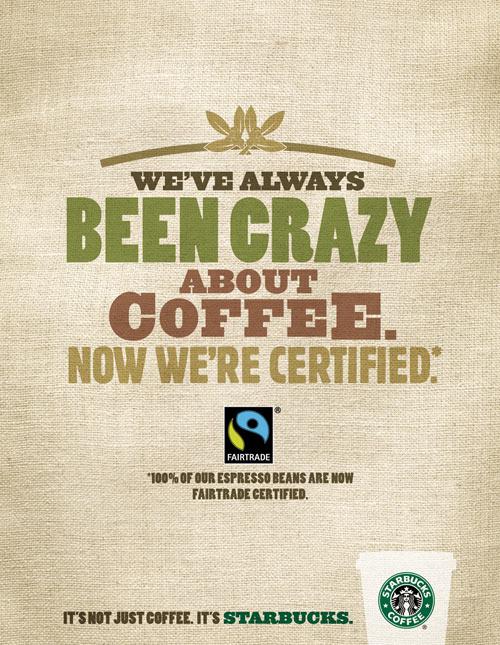 WE'VE ALWAYS
BEEN CRAZY
ABOUT
COFFEE.
NOW WE'RE CERTIFIED.*
®
FAIRTRADE
*100% OF OUR ESPRESSO BEANS ARE NOW
FAIRTRADE CERTIFIED.
STARBUCKS
COFFEE
®
IT'S NOT JUST COFFEE. IT'S STARBUCKS.